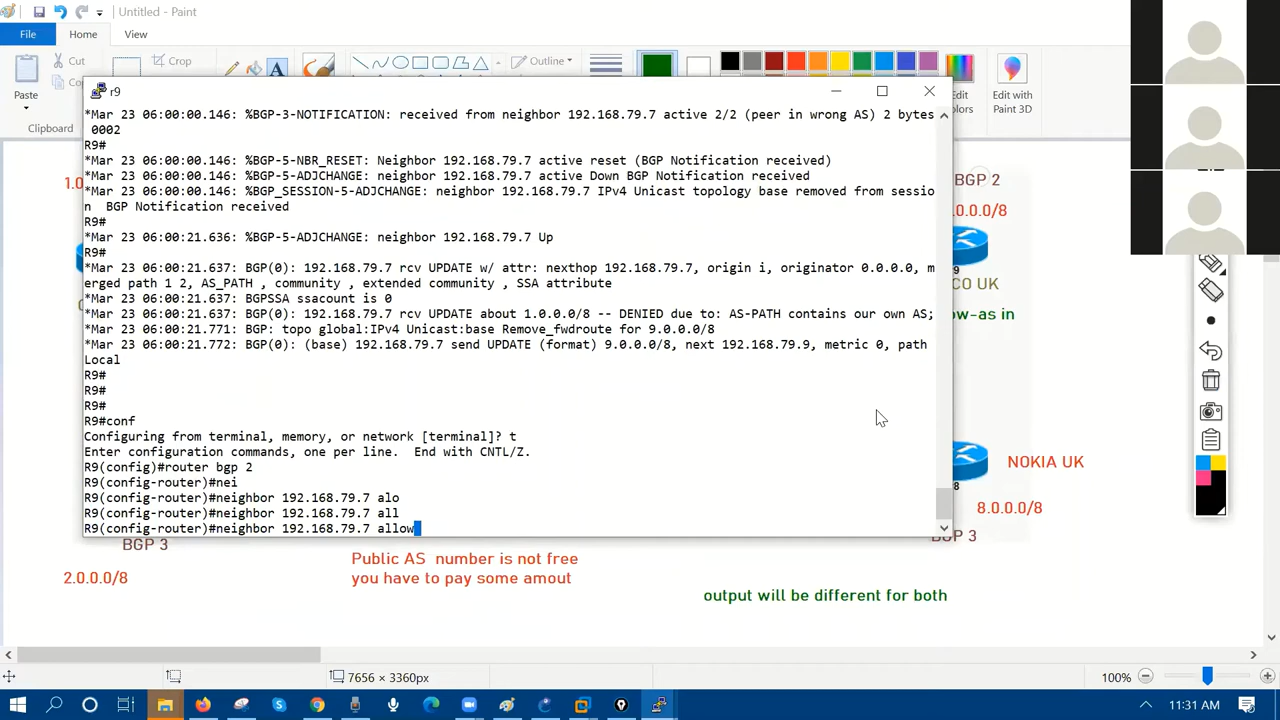 Untitled - Paint
File
Home
View
Paste
Cut
Crop
Outline
Edit
colors
Edit with
Paint 3D
Clipboard
r9
*Mar 23 06:00:00.146: %BGP-3-NOTIFICATION: received from neighbor 192.168.79.7 active 2/2 (peer in wrong AS) 2 bytes
0002
R9#
*Mar 23 06:00:00.146: %BGP-5-NBR_RESET: Neighbor 192.168.79.7 active reset (BGP Notification received)
*Mar 23 06:00:00.146: %BGP-5-ADJCHANGE: neighbor 192.168.79.7 active Down BGP Notification received
*Mar 23 06:00:00.146: %BGP_SESSION-5-ADJCHANGE: neighbor 192.168.79.7 IPv4 Unicast topology base removed from sessio
n  BGP Notification received
R9#
*Mar 23 06:00:21.636: %BGP-5-ADJCHANGE: neighbor 192.168.79.7 Up
R9#
*Mar 23 06:00:21.637: BGP(0): 192.168.79.7 rcv UPDATE w/ attr: nexthop 192.168.79.7, origin i, originator 0.0.0.0, m
erged path 1 2, AS_PATH , community , extended community , SSA attribute
*Mar 23 06:00:21.637: BGPSSA ssacount is 0
*Mar 23 06:00:21.637: BGP(0): 192.168.79.7 rcv UPDATE about 1.0.0.0/8 -- DENIED due to: AS-PATH contains our own AS;
*Mar 23 06:00:21.771: BGP: topo global:IPv4 Unicast:base Remove_fwdroute for 9.0.0.0/8
*Mar 23 06:00:21.772: BGP(0): (base) 192.168.79.7 send UPDATE (format) 9.0.0.0/8, next 192.168.79.9, metric 0, path
Local
R9#
R9#
R9#
R9#conf
Configuring from terminal, memory, or network [terminal]? t
Enter configuration commands, one per line.  End with CNTL/Z.
R9(config)#router bgp 2
R9(config-router)#nei
R9(config-router)#neighbor 192.168.79.7 alo
R9(config-router)#neighbor 192.168.79.7 all
R9(config-router)#neighbor 192.168.79.7 allow
1.0
BGP 2
.0.0.0/8
9
CO UK
ow-as in
NOKIA UK
8
8.0.0.0/8
BGP 3
BGP 3
2.0.0.0/8
Public AS  number is not free
you have to pay some amout
output will be different for both
7656 × 3360px
100%
11:31 AM